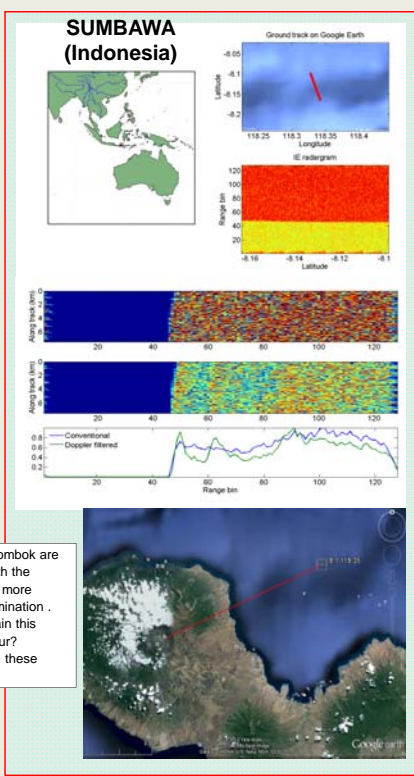 SUMBAWA
(Indonesia)
Ground track on Google Earth
Latitude
-8.05
-8.1
-8.15
-8.2
118.25 118.3 118.35 118.4
Longitude
IE radergram
Range bin
120
100
80
60
40
20
-8.16 -8.14 -8.12 -8.1
Latitude
Along track (km)
0
20 40 60 80 100 120
Along track (km)
0
20 40 60 80 100 120
Conventional
Doppler filtered
0.8
0.6
0.4
0.2
0 20 40 60 80 100 120
Range bin
ombok are
h the
more
mination .
ain this
ur?
these
Google earth